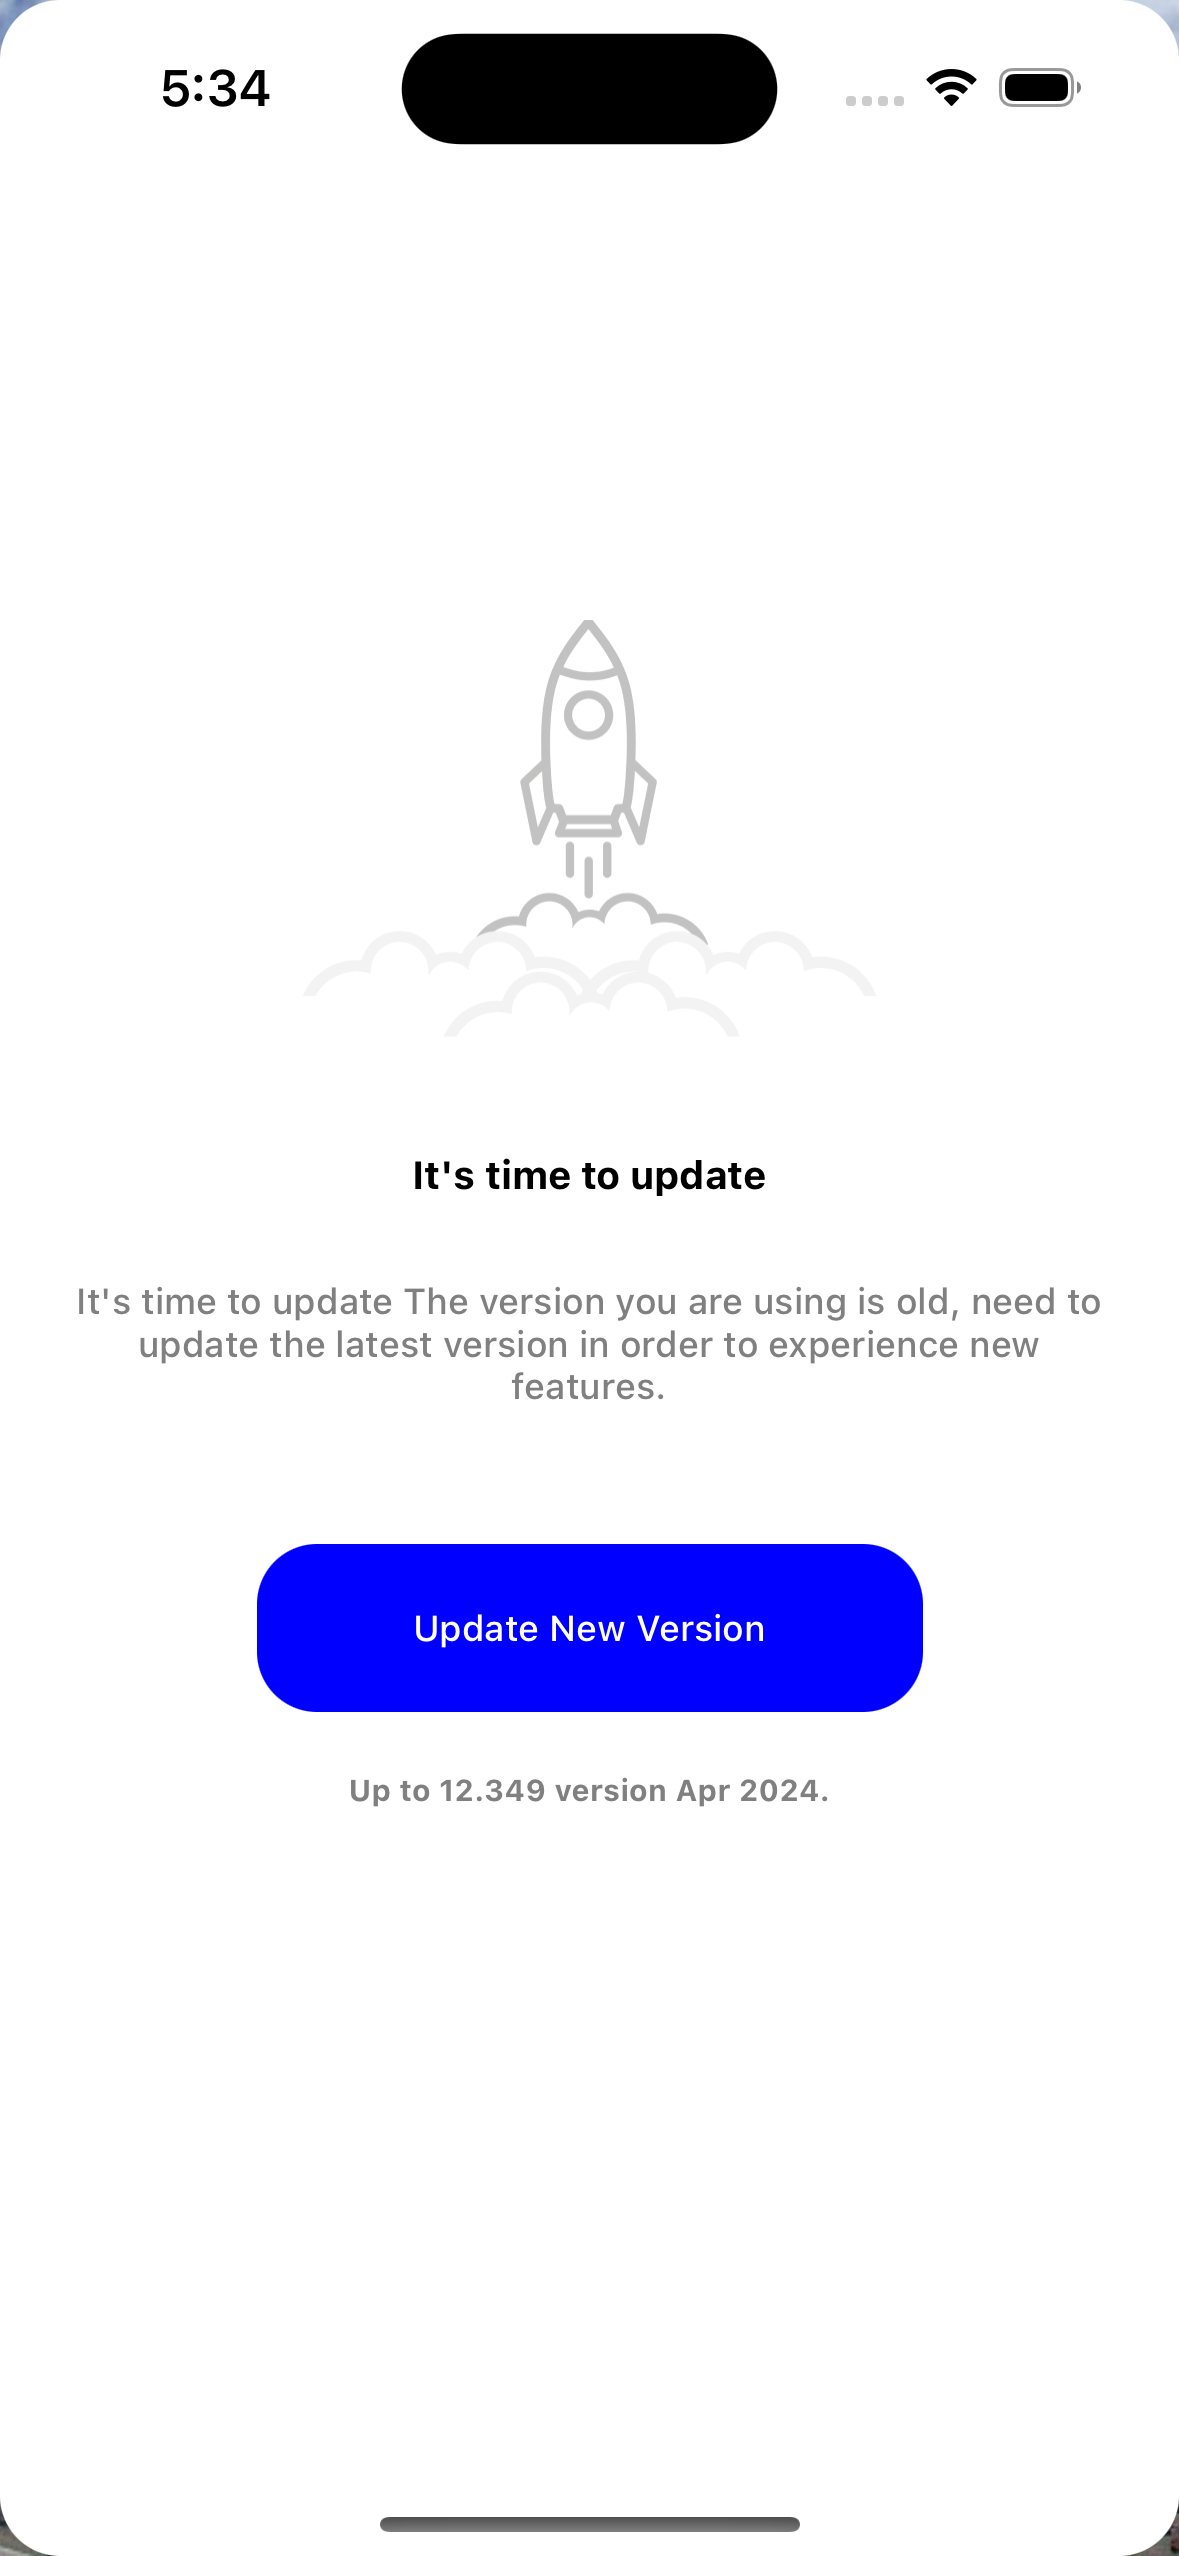 5:34
It's time to update
It's time to update The version you are using is old, need to
update the latest version in order to experience new
features.
Update New Version
Up to 12.349 version Apr 2024.